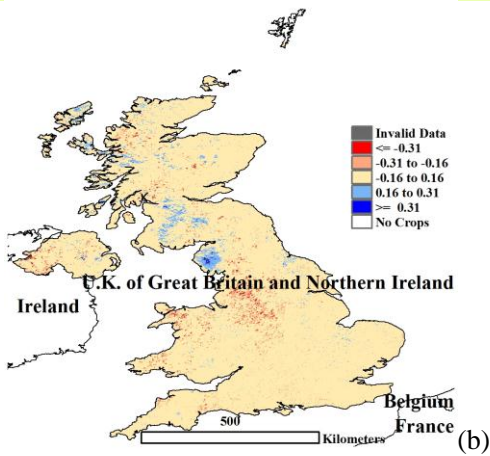 Invalid Data
<= -0.31
-0.31 to -0.16
-0.16 to 0.16
0.16 to 0.31
>= 0.31
No Crops
U.K. of Great Britain and Northern Ireland
Ireland
Belgium
France
500
Kilometers
(b)